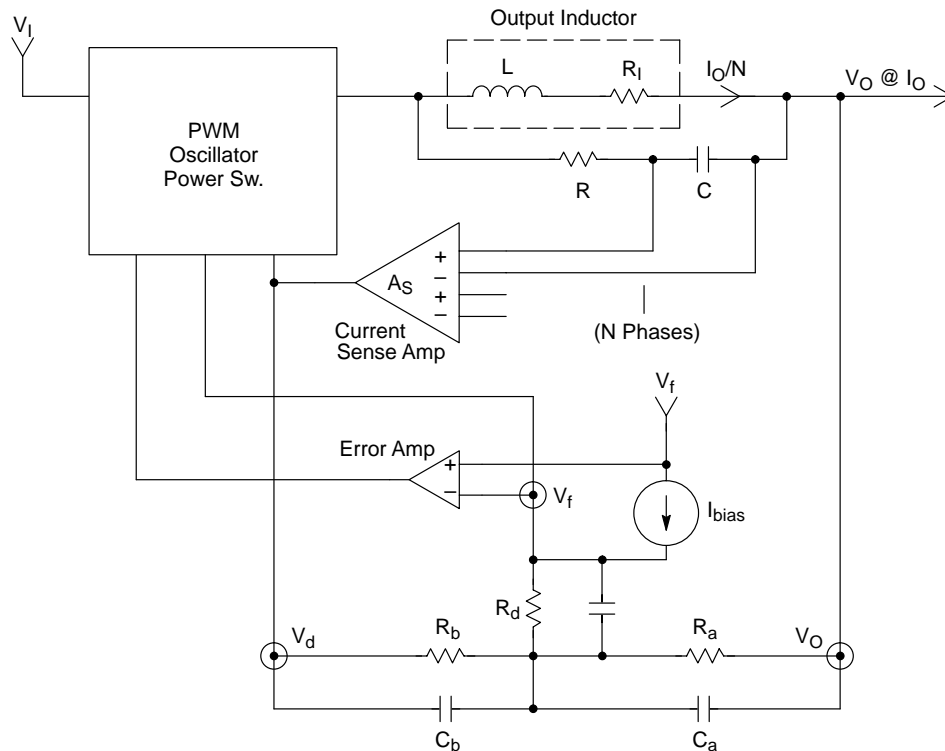 V_I
Output Inductor
L
R_I
I_O/N
V_O @ I_O
PWM
Oscillator
Power Sw.
R
C
+
−
A_S
+
−
Current
Sense Amp
(N Phases)
V_f
Error Amp
+
−
V_f
I_bias
R_d
V_d
R_b
R_a
V_O
C_b
C_a